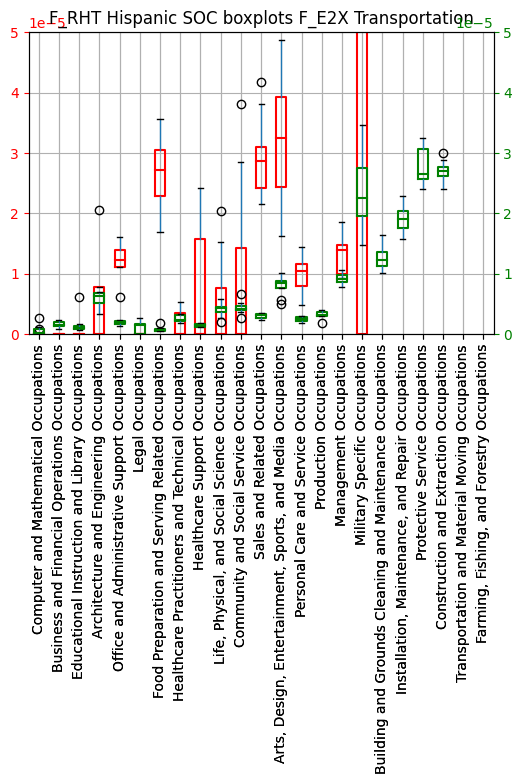 F_RHT Hispanic SOC boxplots F_E2X Transportation
1e−5
1e−5
5
4
3
2
1
0
5
4
3
2
1
0
Computer and Mathematical Occupations
Business and Financial Operations Occupations
Educational Instruction and Library Occupations
Architecture and Engineering Occupations
Office and Administrative Support Occupations
Legal Occupations
Food Preparation and Serving Related Occupations
Healthcare Practitioners and Technical Occupations
Healthcare Support Occupations
Life, Physical, and Social Science Occupations
Community and Social Service Occupations
Sales and Related Occupations
Arts, Design, Entertainment, Sports, and Media Occupations
Personal Care and Service Occupations
Production Occupations
Management Occupations
Military Specific Occupations
Building and Grounds Cleaning and Maintenance Occupations
Installation, Maintenance, and Repair Occupations
Protective Service Occupations
Construction and Extraction Occupations
Transportation and Material Moving Occupations
Farming, Fishing, and Forestry Occupations